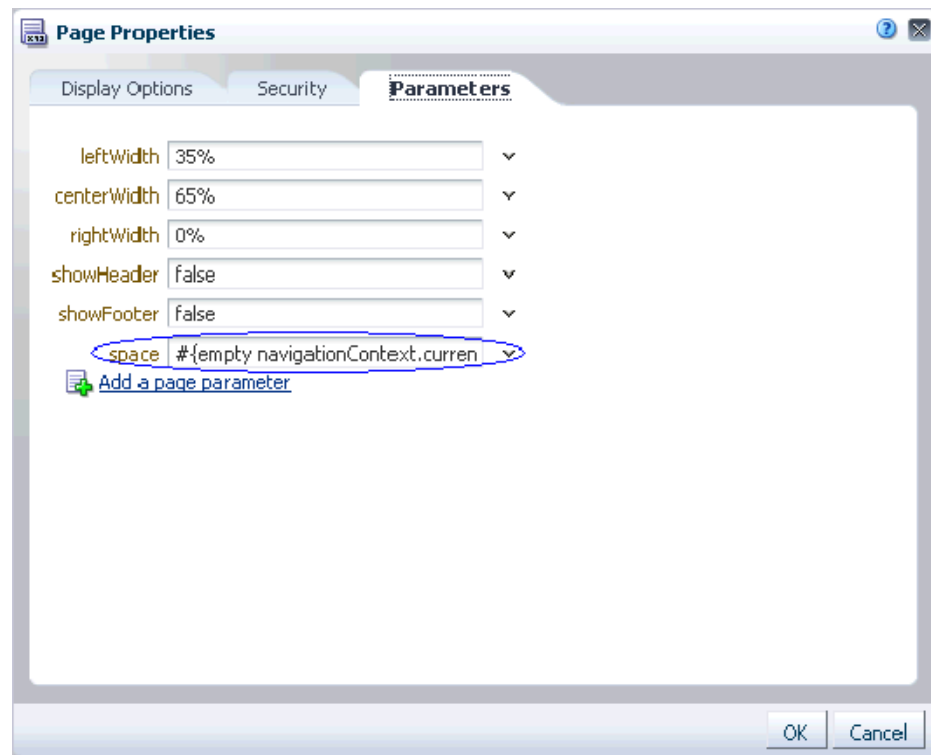 Page Properties
Display Options Security Parameters
leftWidth 35%
centerWidth 65%
rightWidth 0%
showHeader false
showFooter false
space #{empty navigationContext.curren
Add a page parameter
OK Cancel